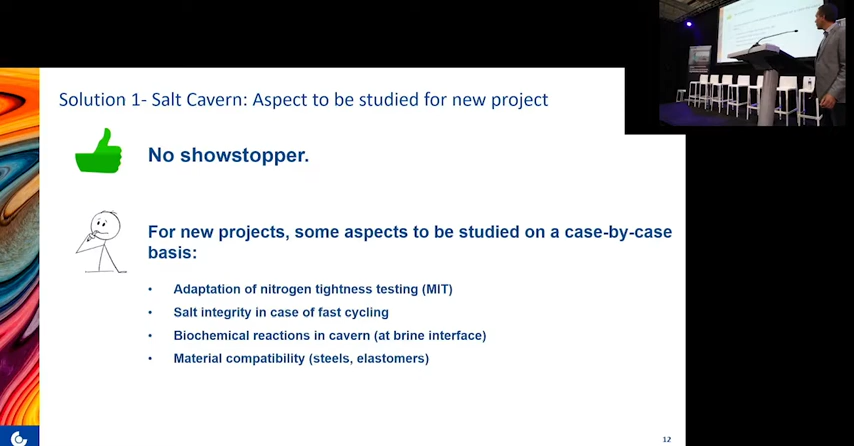 Solution 1- Salt Cavern: Aspect to be studied for new project
No showstopper.
For new projects, some aspects to be studied on a case-by-case
basis:
• Adaptation of nitrogen tightness testing (MIT)
• Salt integrity in case of fast cycling
• Biochemical reactions in cavern (at brine interface)
• Material compatibility (steels, elastomers)
12